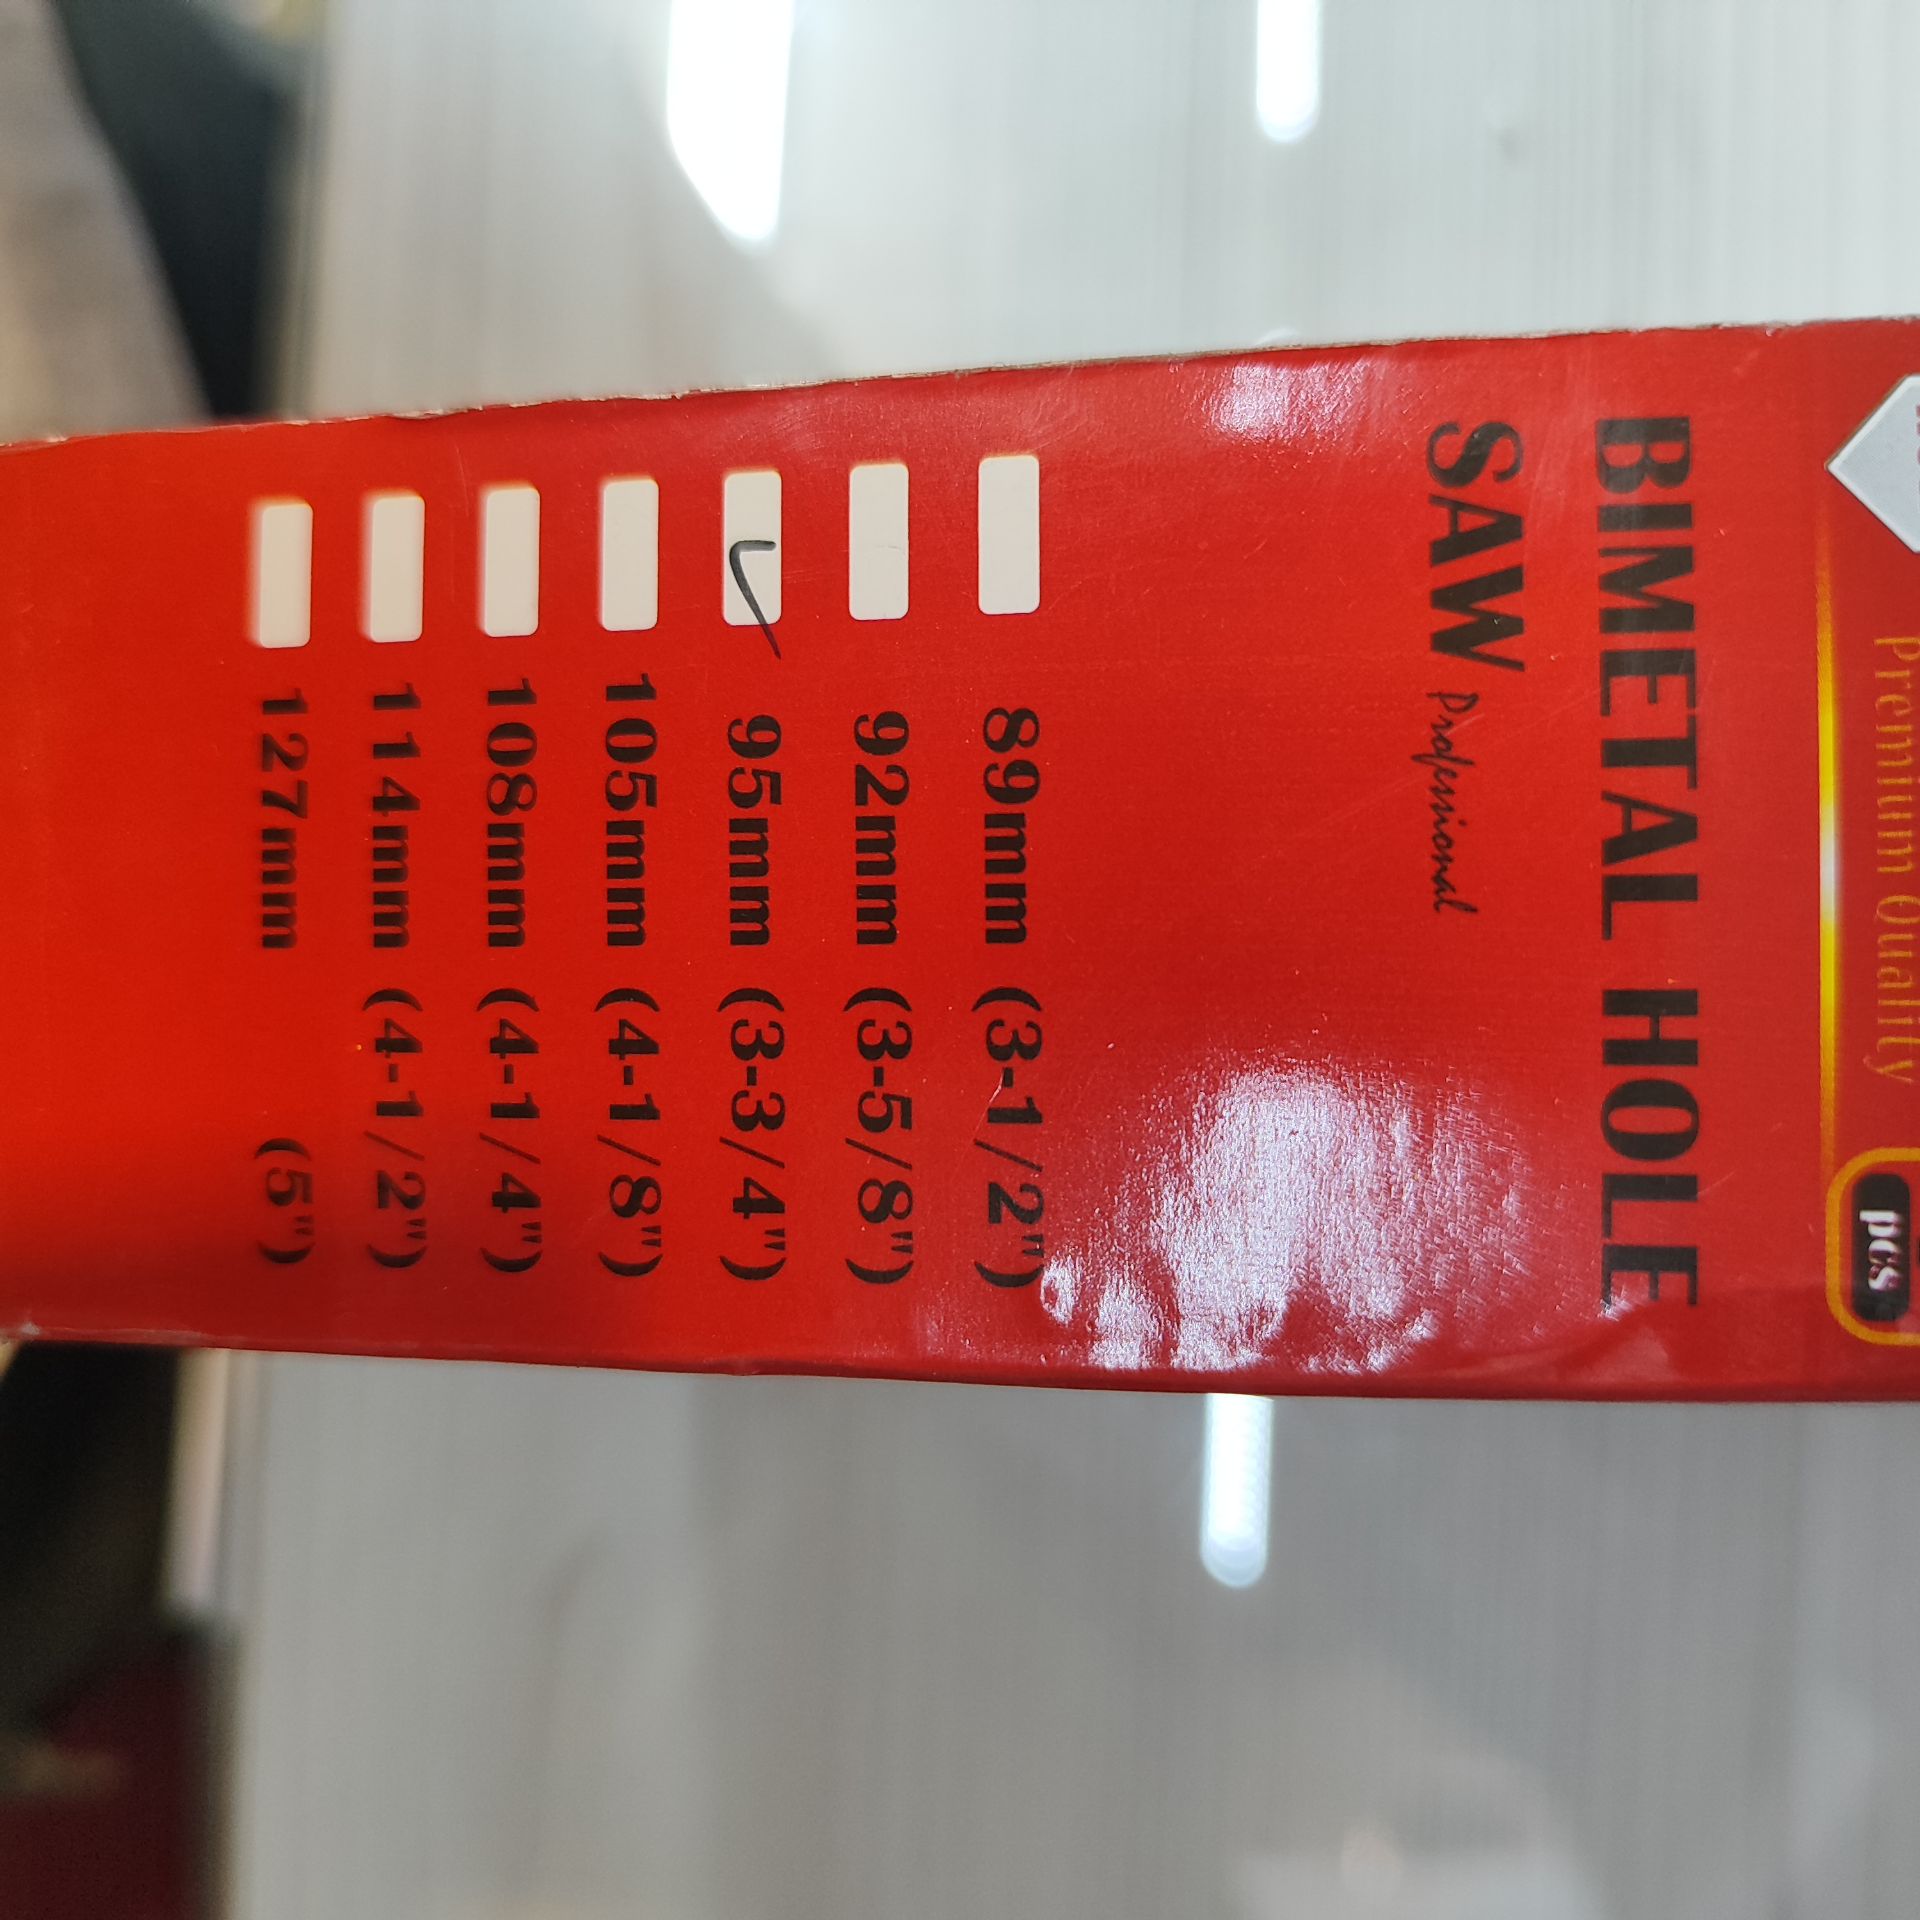 Premium Quality
pcs
BIMETAL HOLE
SAW Professional
89mm (3-1/2")
92mm (3-5/8")
95mm (3-3/4")
105mm (4-1/8")
108mm (4-1/4")
114mm (4-1/2")
127mm (5")